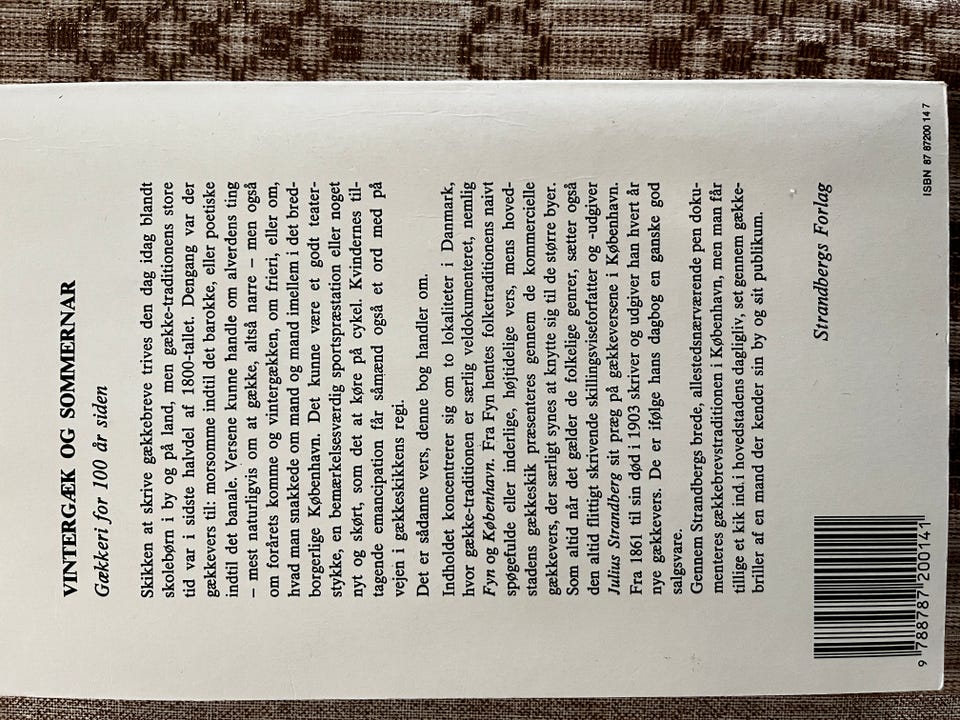 VINTERGÆK OG SOMMERNAR
Gækkeri for 100 år siden
Skikken at skrive gækkebreve trives den dag idag blandt
skolebørn i by og på land, men gække-traditionens store
tid var i sidste halvdel af 1800-tallet. Dengang var der
gækkevers til: morsomme indtil det barokke, eller poetiske
indtil det banale. Versene kunne handle om alverdens ting
– mest naturligvis om at gække, altså narre – men også
om forårets komme og vintergækken, om frieri, eller om,
hvad man snakkede om mand og mand imellem i det bred-
borgerlige København. Det kunne være et godt teater-
stykke, en bemærkelsesværdig sportspræstation eller noget
nyt og skørt, som det at køre på cykel. Kvindernes til-
tagende emancipation får såmænd også et ord med på
vejen i gækkeskikkens regi.
Det er sådanne vers, denne bog handler om.
Indholdet koncentrerer sig om to lokaliteter i Danmark,
hvor gække-traditionen er særlig veldokumenteret, nemlig
Fyn og København. Fra Fyn hentes folketraditionens naivt
spøgefulde eller inderlige, højtidelige vers, mens hoved-
stadens gækkeskik præsenteres gennem de kommercielle
gækkevers, der særligt synes at knytte sig til de større byer.
Som altid når det gælder de folkelige genrer, sætter også
den altid flittigt skrivende skillingsviseforfatter og -udgiver
Julius Strandberg sit præg på gækkeversene i København.
Fra 1861 til sin død i 1903 skriver og udgiver han hvert år
nye gækkevers. De er ifølge hans dagbog en ganske god
salgsvare.
Gennem Strandbergs brede, allestedsnærværende pen doku-
menteres gækkebrevstraditionen i København, men man får
tillige et kik ind i hovedstadens dagligliv, set gennem gække-
briller af en mand der kender sin by og sit publikum.
Strandbergs Forlag
ISBN 87 87200 14 7
9 788787 200141